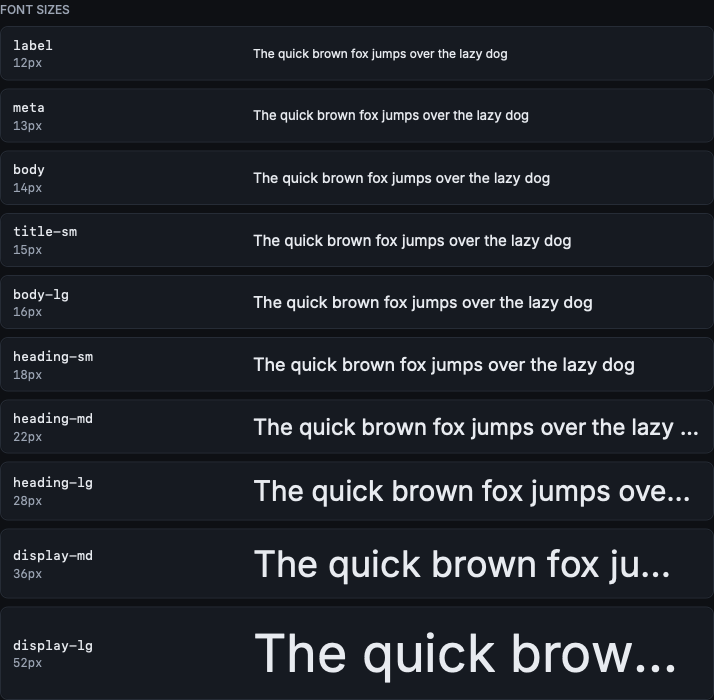 FONT SIZES
label
12px
The quick brown fox jumps over the lazy dog
meta
13px
The quick brown fox jumps over the lazy dog
body
14px
The quick brown fox jumps over the lazy dog
title-sm
15px
The quick brown fox jumps over the lazy dog
body-lg
16px
The quick brown fox jumps over the lazy dog
heading-sm
18px
The quick brown fox jumps over the lazy dog
heading-md
22px
The quick brown fox jumps over the lazy ...
heading-lg
28px
The quick brown fox jumps ove...
display-md
36px
The quick brown fox ju...
display-lg
52px
The quick brow...